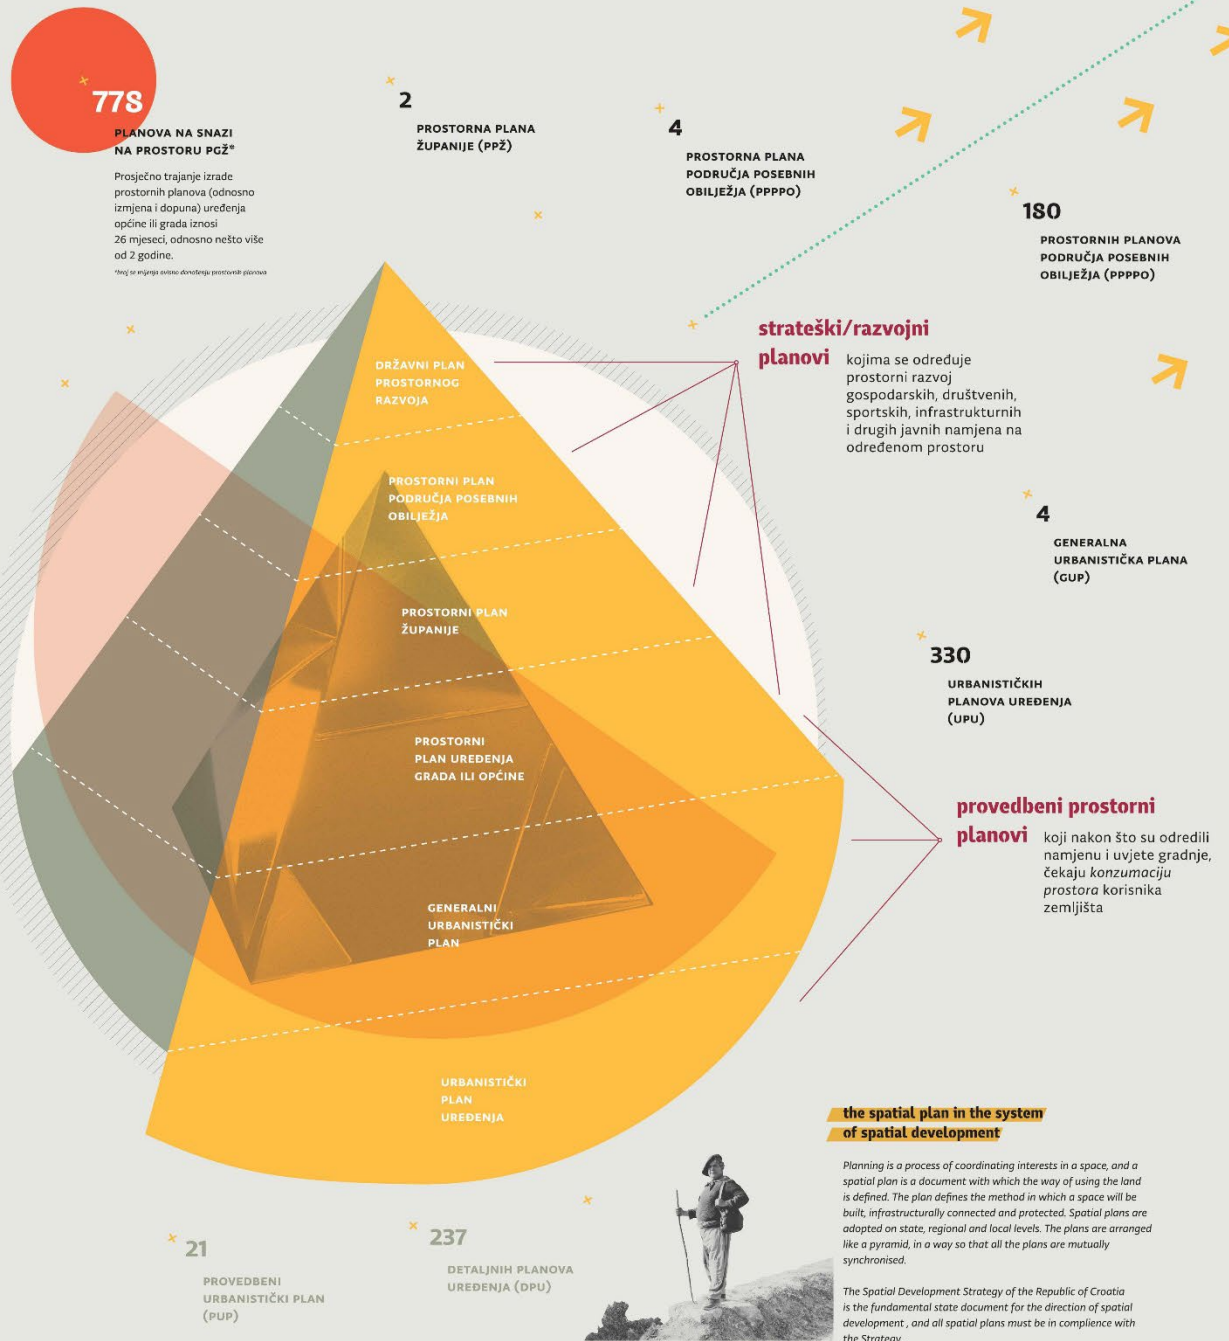 778
PLANOVA NA SNAZI
NA PROSTORU PGŽ*
Prosječno trajanje izrade
prostornih planova (odnosno
izmjena i dopuna) uređenja
općine ili grada iznosi
26 mjeseci, odnosno nešto više
od 2 godine.
*broj se mijenja ovisno donošenju prostornih planova
2
PROSTORNA PLANA
ŽUPANIJE (PPŽ)
4
PROSTORNA PLANA
PODRUČJA POSEBNIH
OBILJEŽJA (PPPPO)
180
PROSTORNIH PLANOVA
PODRUČJA POSEBNIH
OBILJEŽJA (PPPPO)
strateški/razvojni
planovi kojima se određuje
prostorni razvoj
gospodarskih, društvenih,
sportskih, infrastrukturnih
i drugih javnih namjena na
određenom prostoru
DRŽAVNI PLAN
PROSTORNOG
RAZVOJA
PROSTORNI PLAN
PODRUČJA POSEBNIH
OBILJEŽJA
PROSTORNI PLAN
ŽUPANIJE
PROSTORNI
PLAN UREĐENJA
GRADA ILI OPĆINE
GENERALNI
URBANISTIČKI
PLAN
URBANISTIČKI
PLAN
UREĐENJA
4
GENERALNA
URBANISTIČKA PLANA
(GUP)
330
URBANISTIČKIH
PLANOVA UREĐENJA
(UPU)
provedbeni prostorni
planovi koji nakon što su odredili
namjenu i uvjete gradnje,
čekaju konzumaciju
prostora korisnika
zemljišta
21
PROVEDBENI
URBANISTIČKI PLAN
(PUP)
237
DETALJNIH PLANOVA
UREĐENJA (DPU)
the spatial plan in the system
of spatial development
Planning is a process of coordinating interests in a space, and a
spatial plan is a document with which the way of using the land
is defined. The plan defines the method in which a space will be
built, infrastructurally connected and protected. Spatial plans are
adopted on state, regional and local levels. The plans are arranged
like a pyramid, in a way so that all the plans are mutually
synchronised.
The Spatial Development Strategy of the Republic of Croatia
is the fundamental state document for the direction of spatial
development , and all spatial plans must be in complience with
the Strategy.